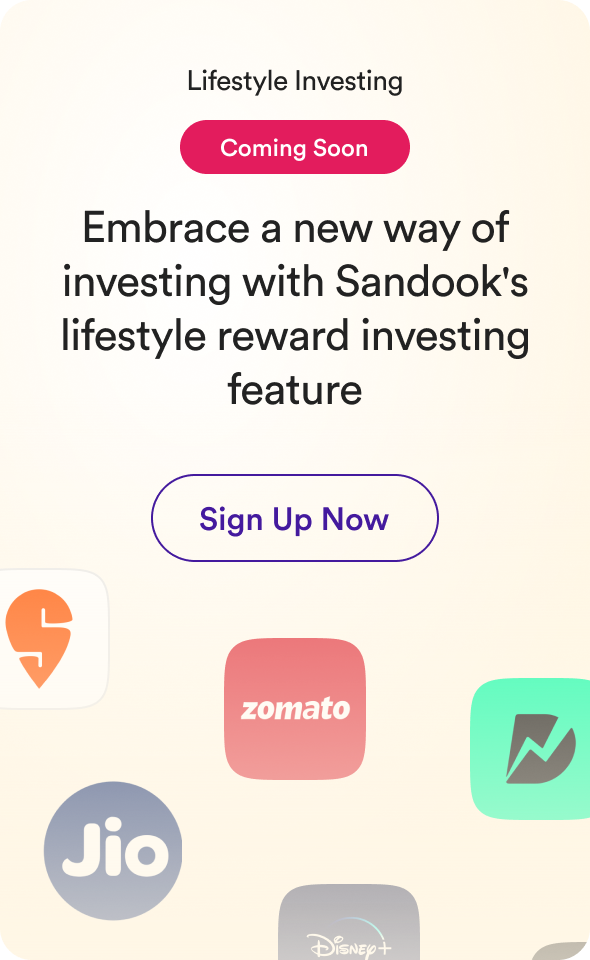 Lifestyle Investing
Coming Soon
Embrace a new way of
investing with Sandook's
lifestyle reward investing
feature
Sign Up Now
zomato
Jio
Disney+